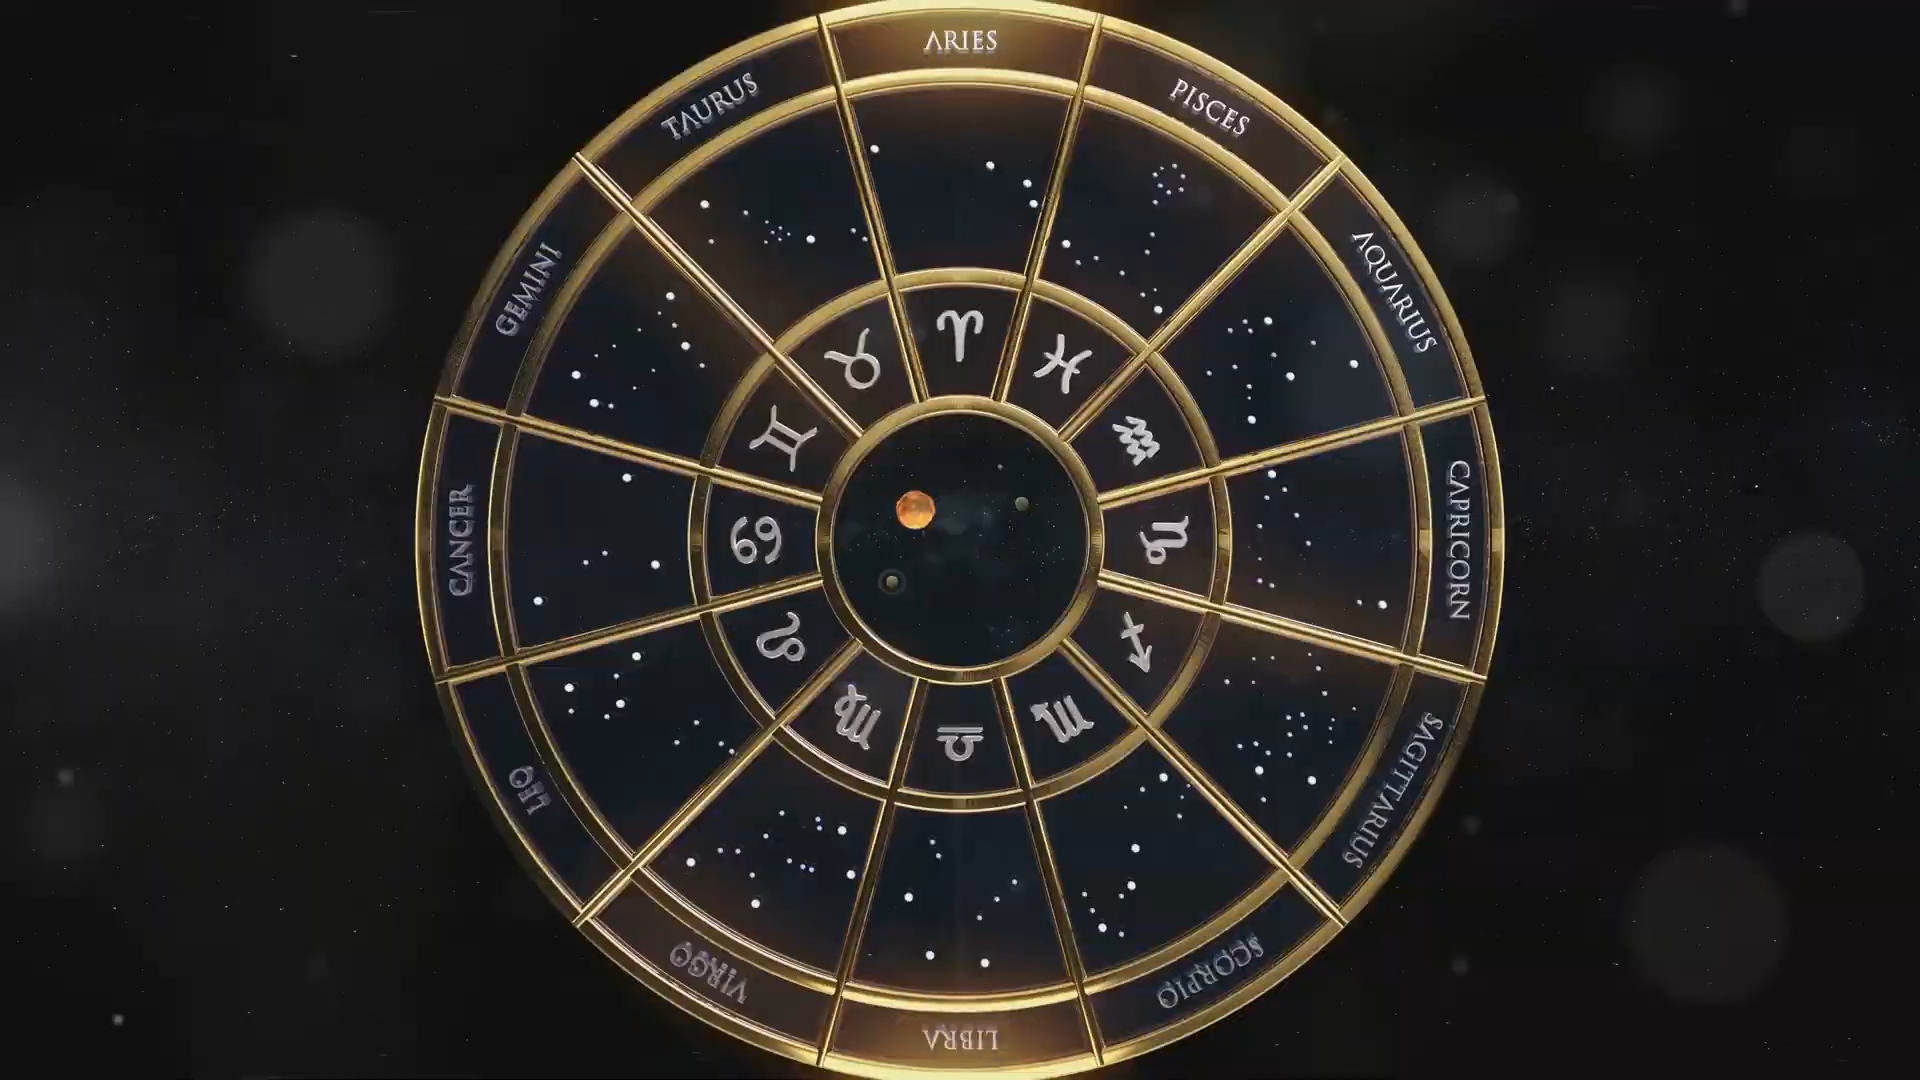 ARIES
PISCES
AQUARIUS
CAPRICORN
SAGITTARIUS
SCORPIO
LIBRA
VIRGO
LEO
CANCER
GEMINI
TAURUS
♈
♓
♒
♑
♐
♏
♎
♍
♌
♋
♊
♉